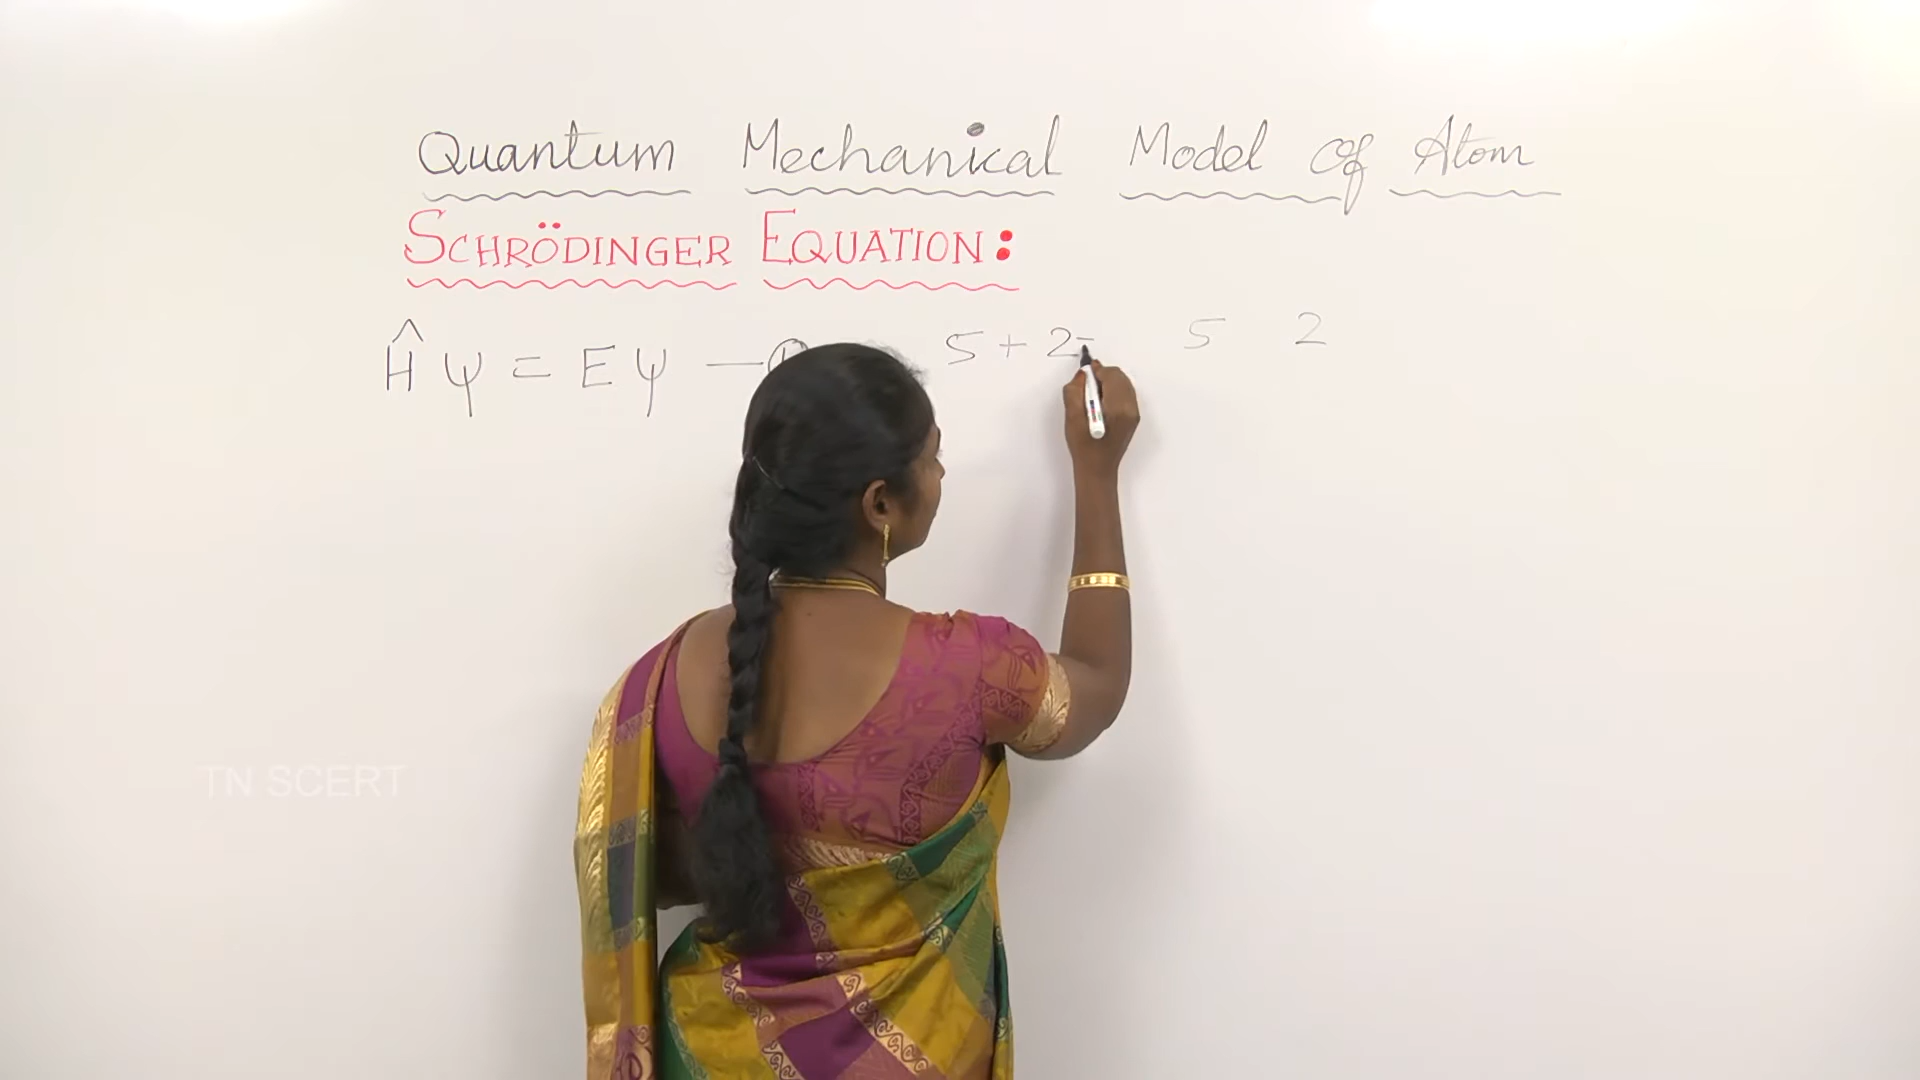 Quantum Mechanical Model Of Atom
SCHRÖDINGER EQUATION:
Ĥψ = Eψ —
5 + 2 5 2
TN SCERT